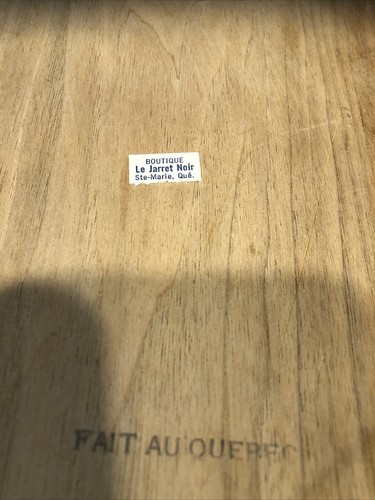 BOUTIQUE
Le Jarret Noir
Ste-Marie, Qué.
FAIT AU QUEBEC